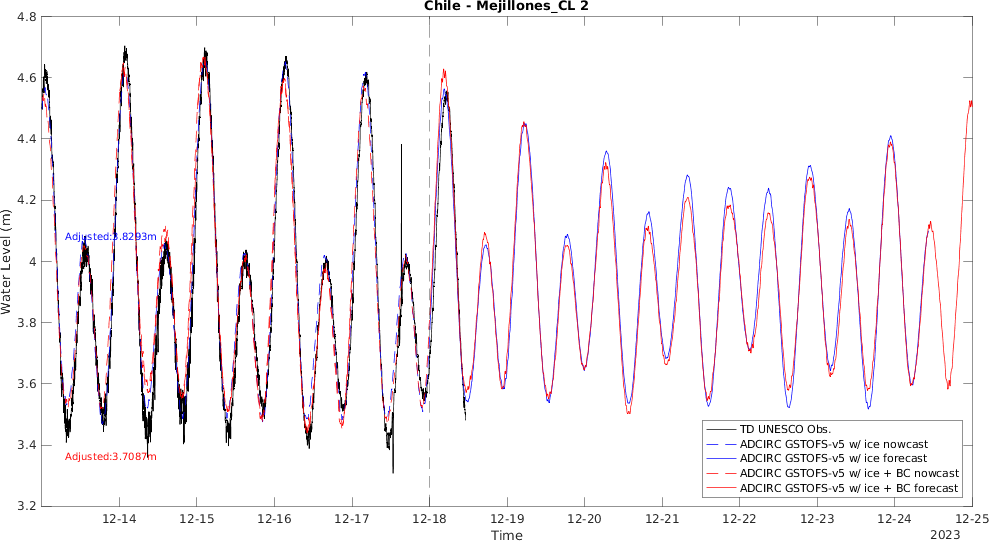 Chile - Mejillones_CL 2
4.8
4.6
4.4
4.2
4
3.8
3.6
3.4
3.2
Water Level (m)
Adjusted:3.8293m
Adjusted:3.7087m
TD UNESCO Obs.
ADCIRC GSTOFS-v5 w/ ice nowcast
ADCIRC GSTOFS-v5 w/ ice forecast
ADCIRC GSTOFS-v5 w/ ice + BC nowcast
ADCIRC GSTOFS-v5 w/ ice + BC forecast
12-14 12-15 12-16 12-17 12-18 12-19 12-20 12-21 12-22 12-23 12-24 12-25
Time
2023